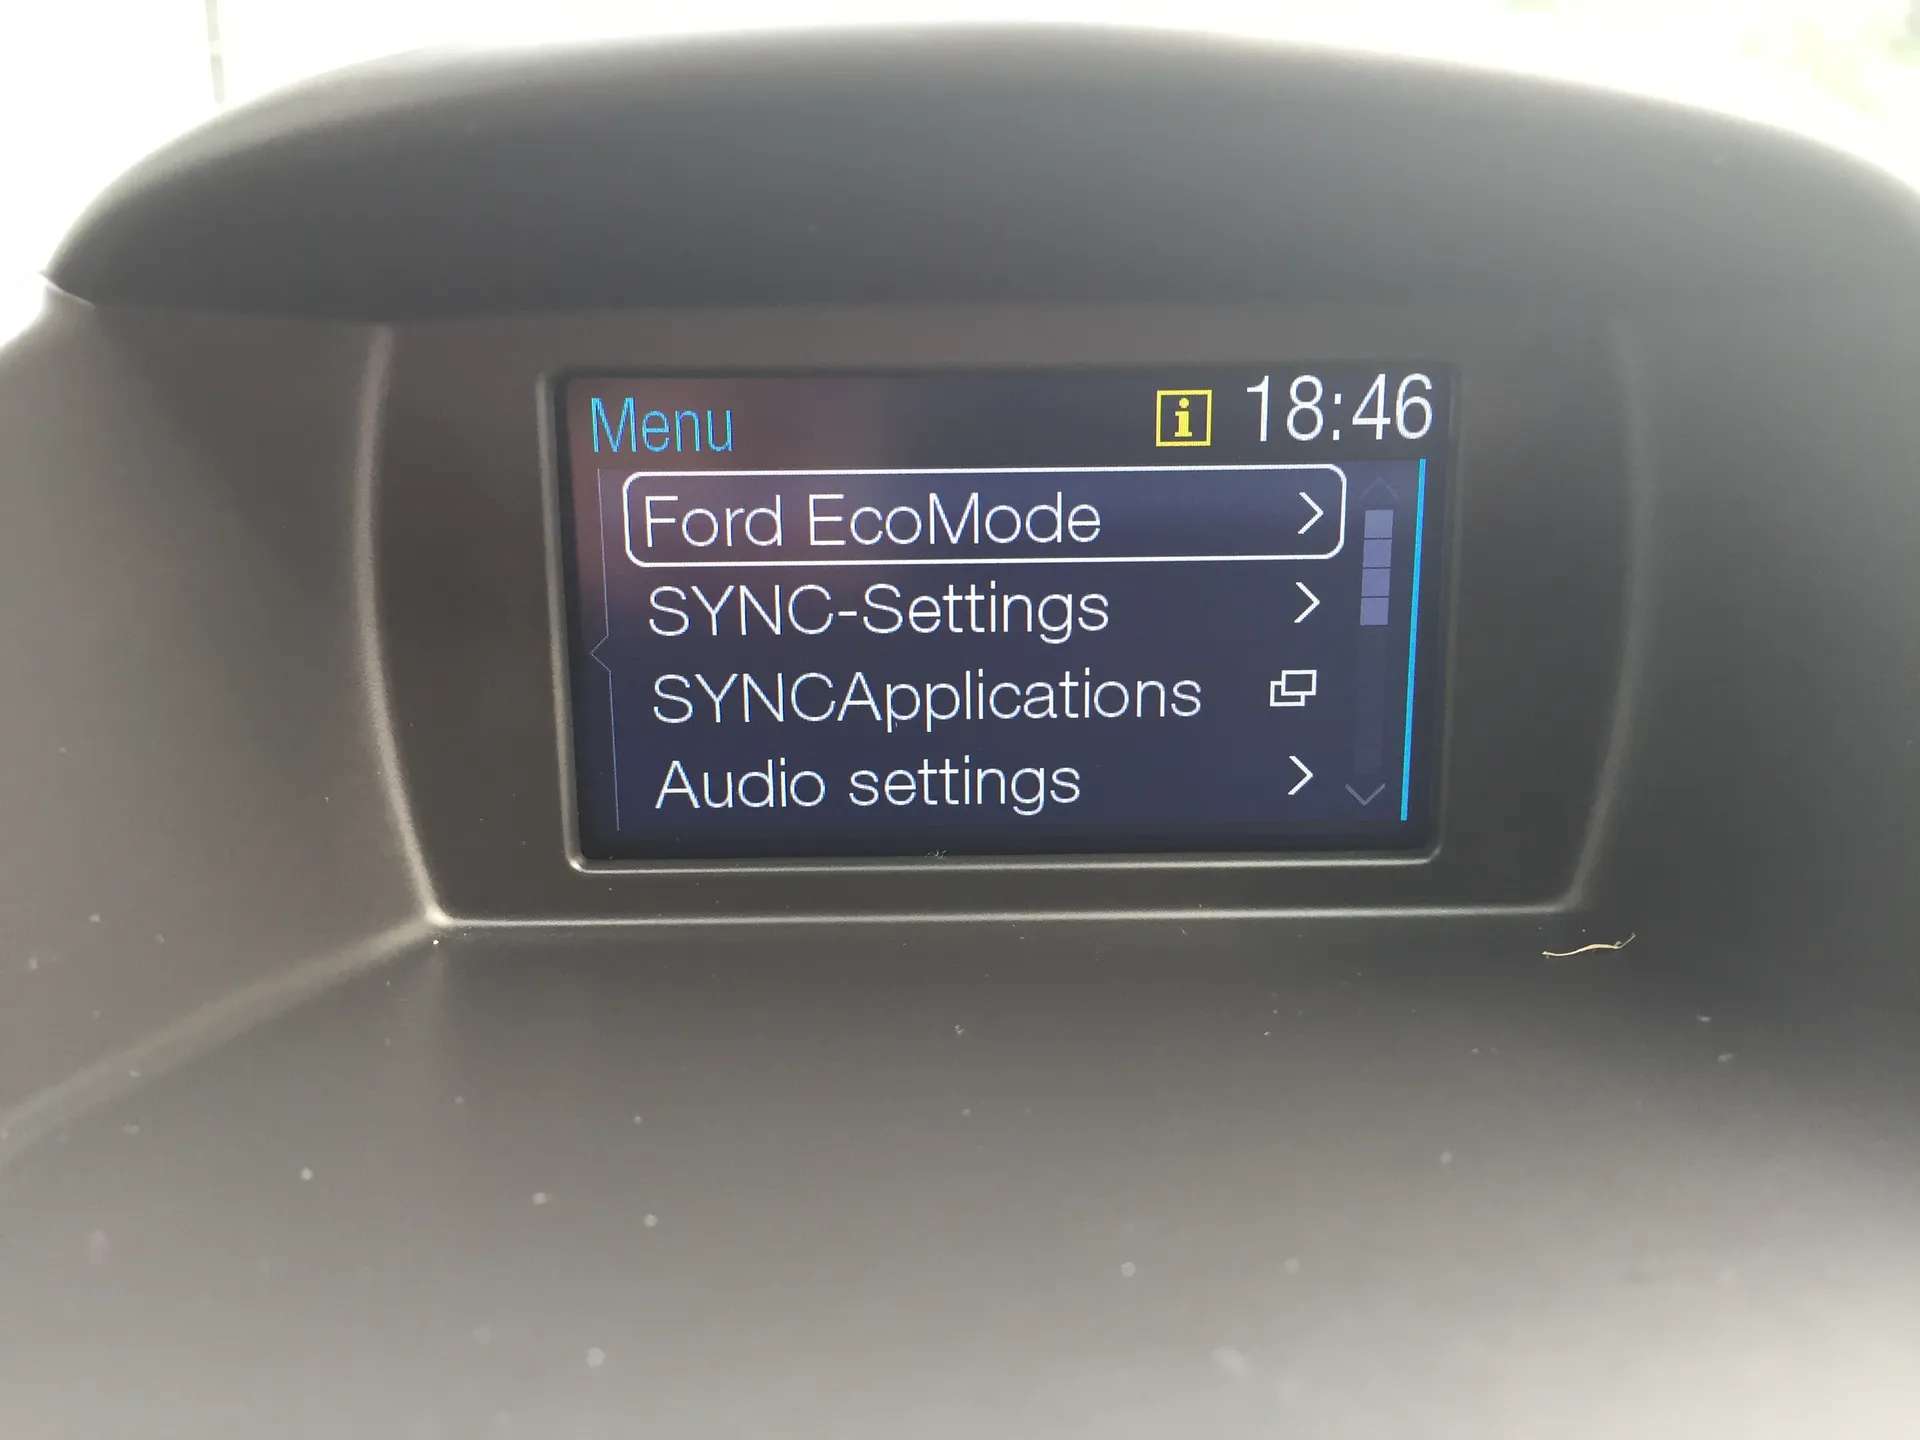 Menu i 18:46
Ford EcoMode
SYNC-Settings
SYNCApplications
Audio settings